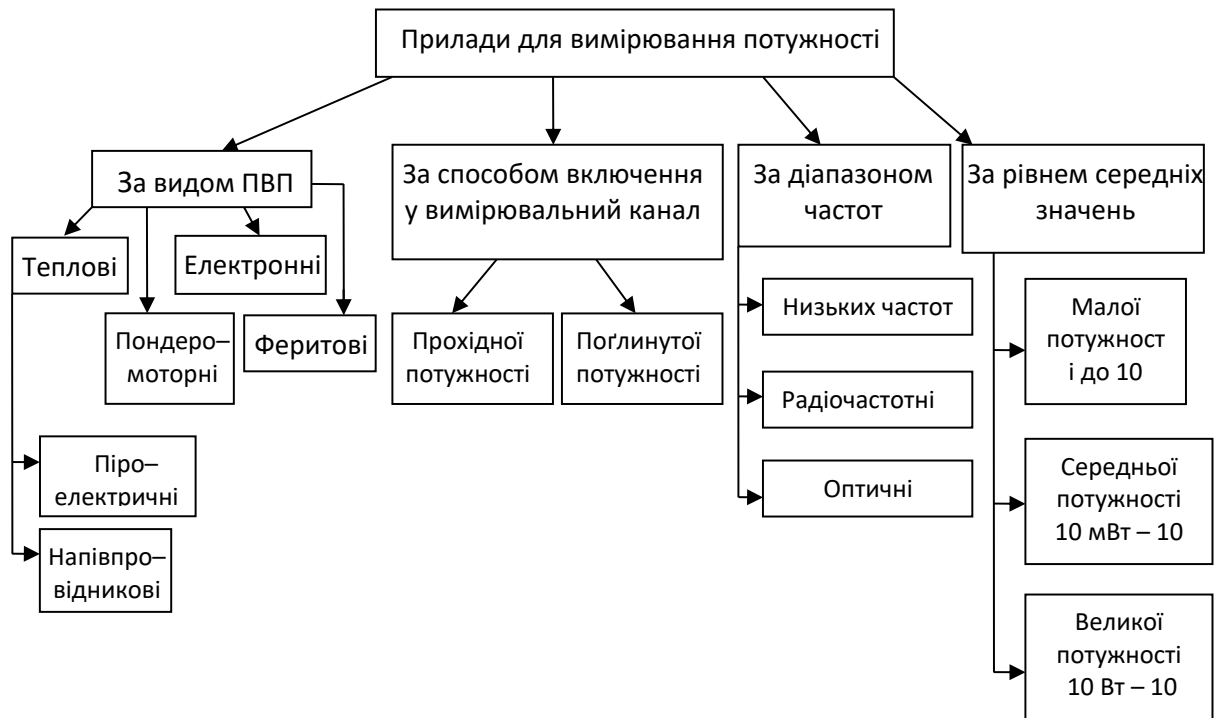 Прилади для вимірювання потужності
За видом ПВП
За способом включення
у вимірювальний канал
За діапазоном
частот
За рівнем середніх
значень
Теплові
Електронні
Пондеро–
моторні
Феритові
Піро–
електричні
Напівпро–
відникові
Прохідної
потужності
Поглинутої
потужності
Низьких частот
Радіочастотні
Оптичні
Малої
потужност
і до 10
Середньої
потужності
10 мВт – 10
Великої
потужності
10 Вт – 10